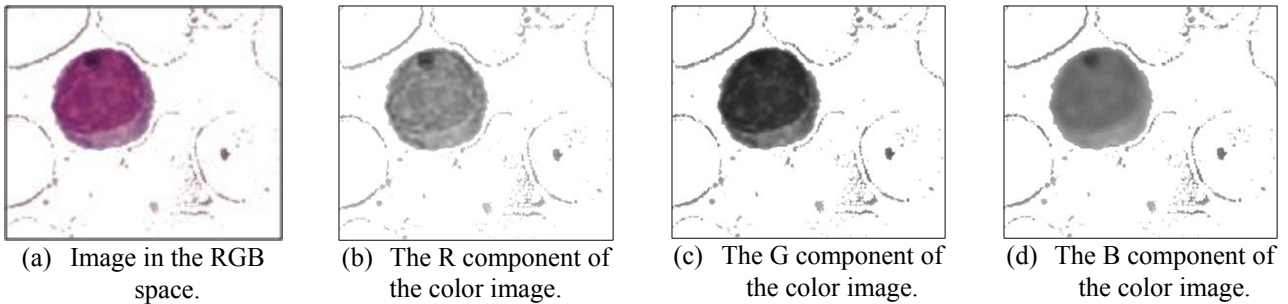 (a) Image in the RGB
space.
(b) The R component of
the color image.
(c) The G component of
the color image.
(d) The B component of
the color image.